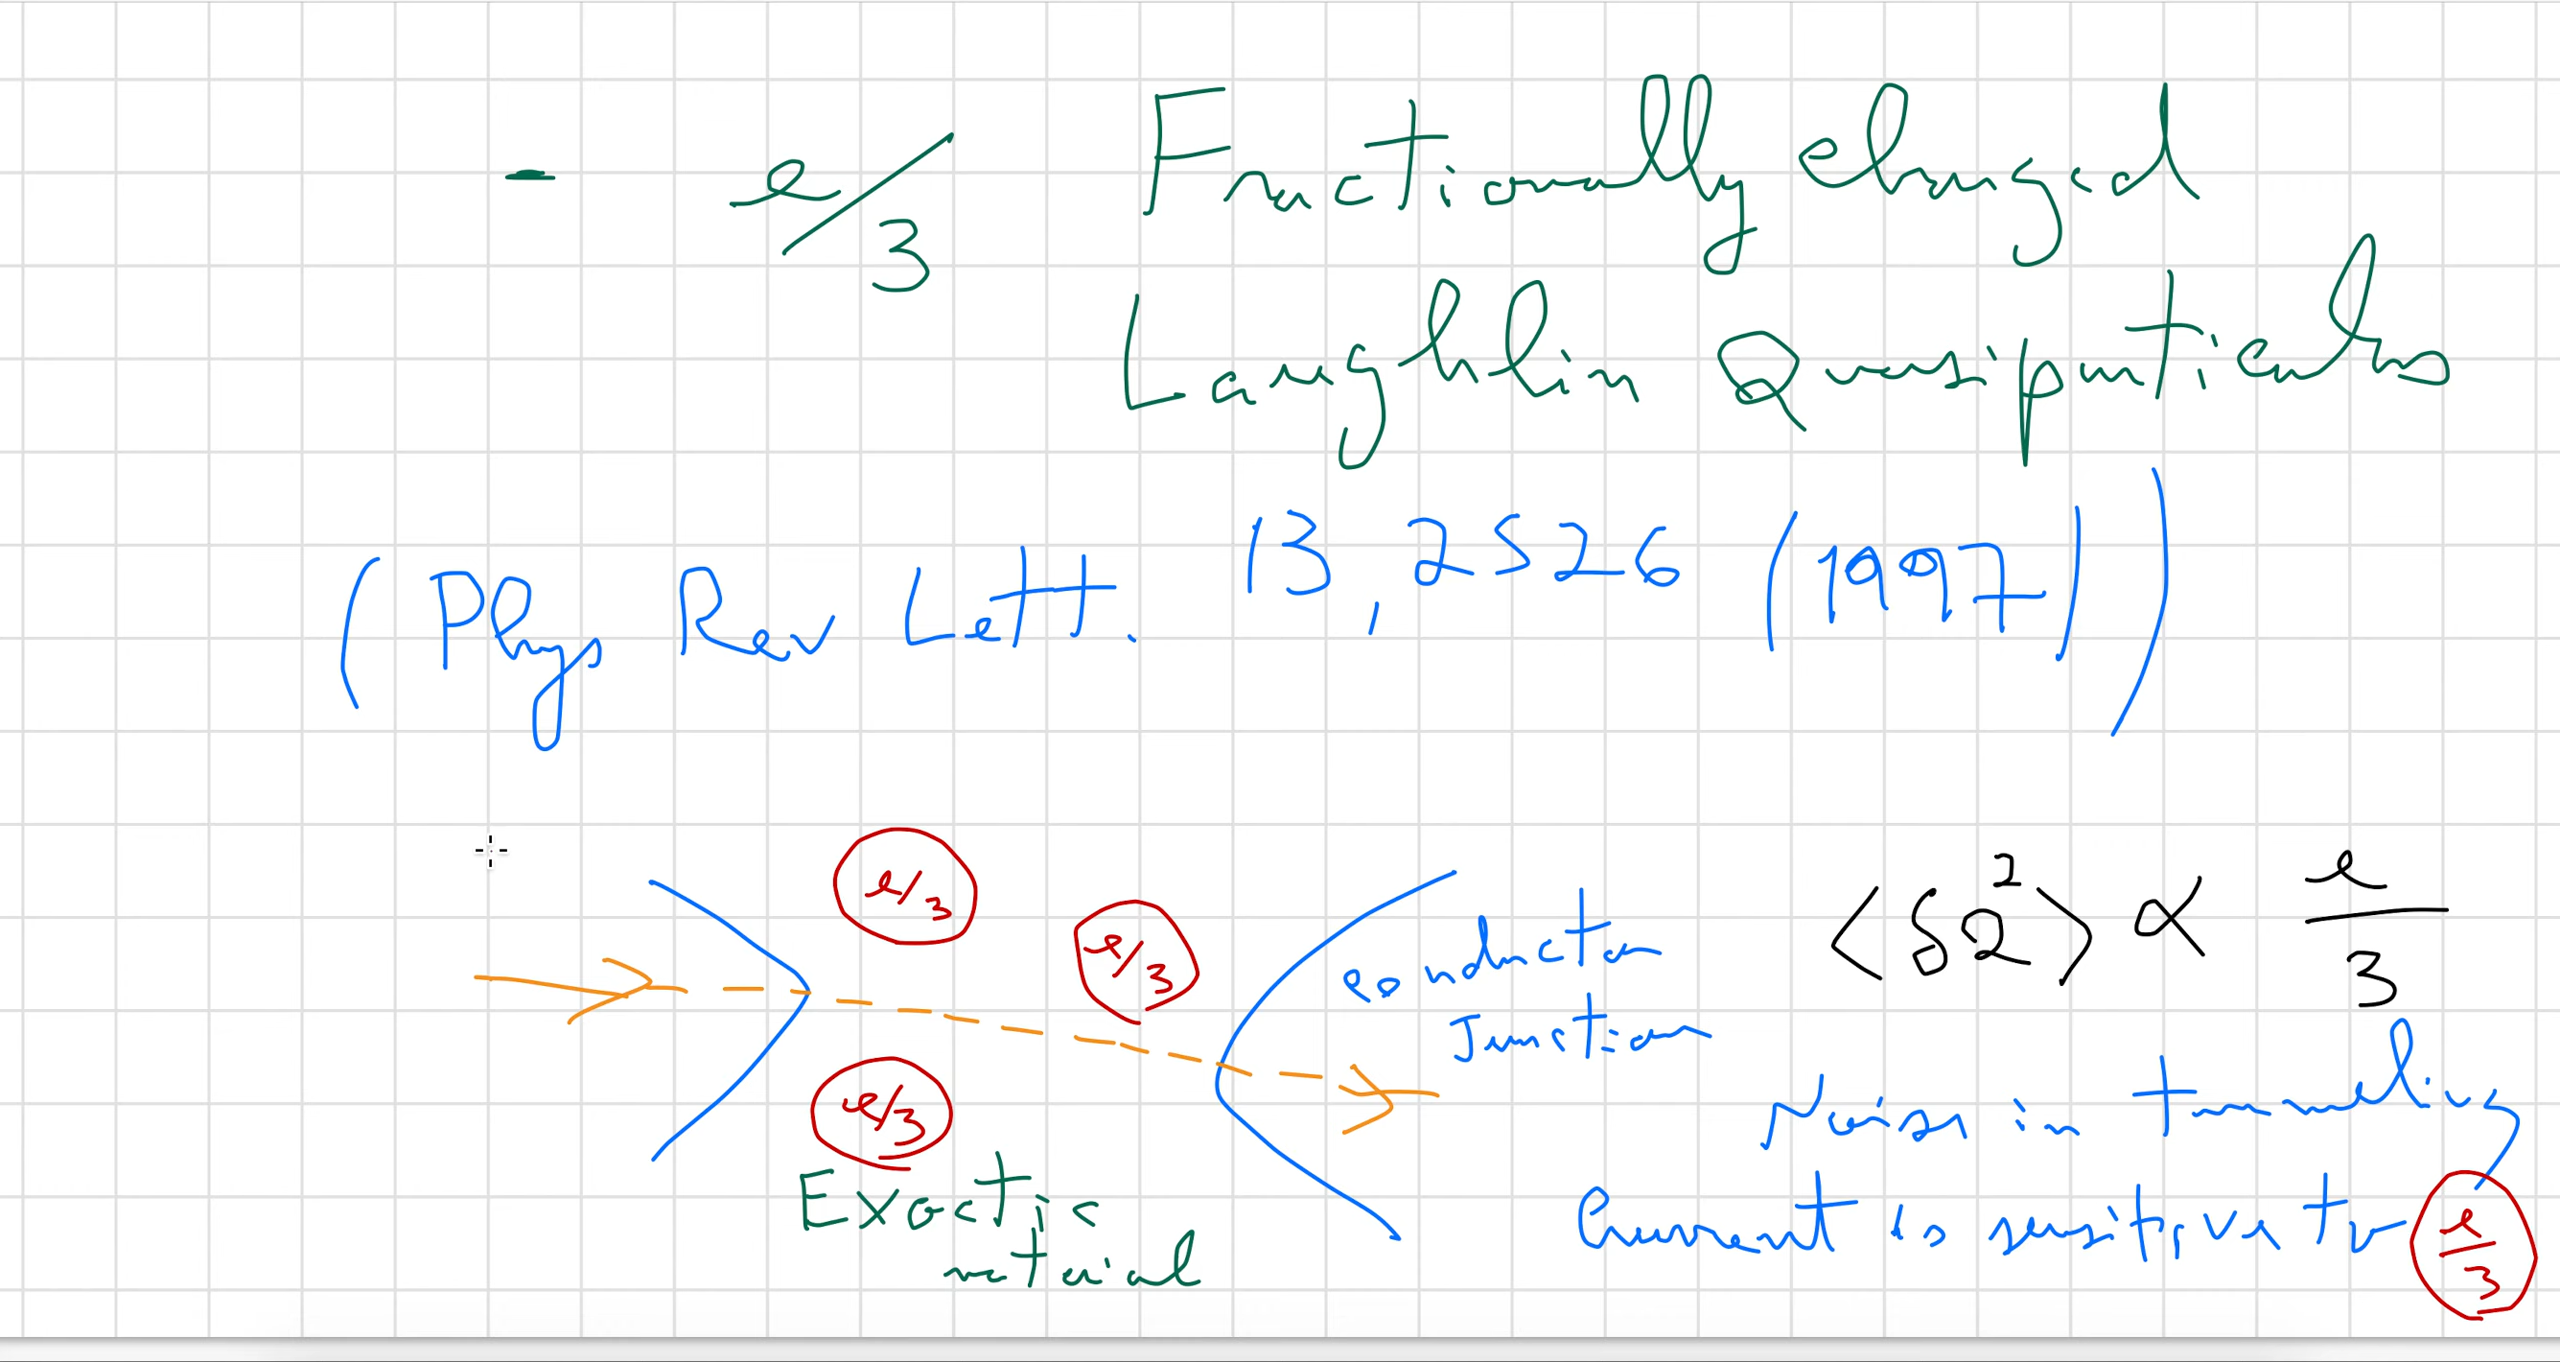 - e/3 Fractionally charged
Laughlin Quasiparticles
(Phys Rev Lett. 13, 2526 (1997))
e/3
e/3
e/3
Exoctic
material
conductor
Junction
<δQ²> ∝ e/3
Noise in tunneling
Current is sensitive to e/3